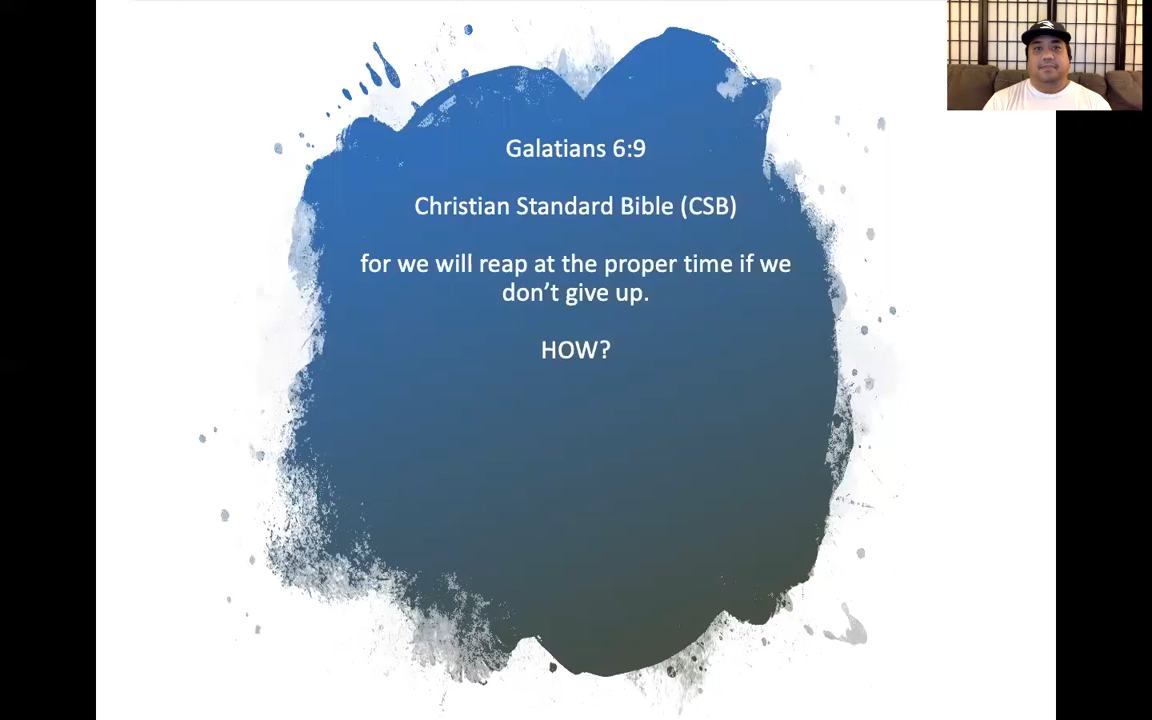 Galatians 6:9
Christian Standard Bible (CSB)
for we will reap at the proper time if we
don’t give up.
HOW?